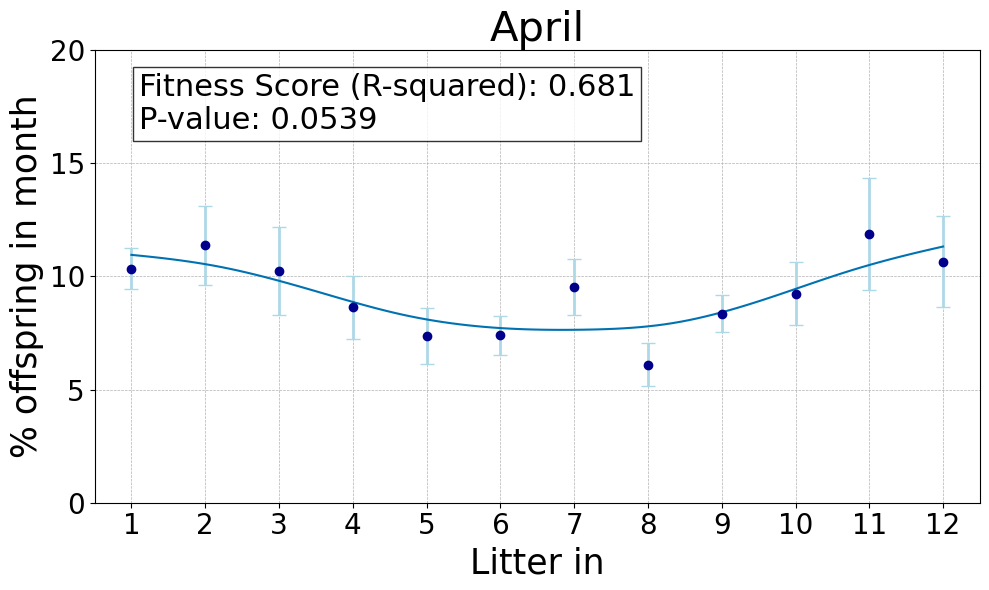 April
Fitness Score (R-squared): 0.681
P-value: 0.0539
% offspring in month
20
15
10
5
0
1 2 3 4 5 6 7 8 9 10 11 12
Litter in